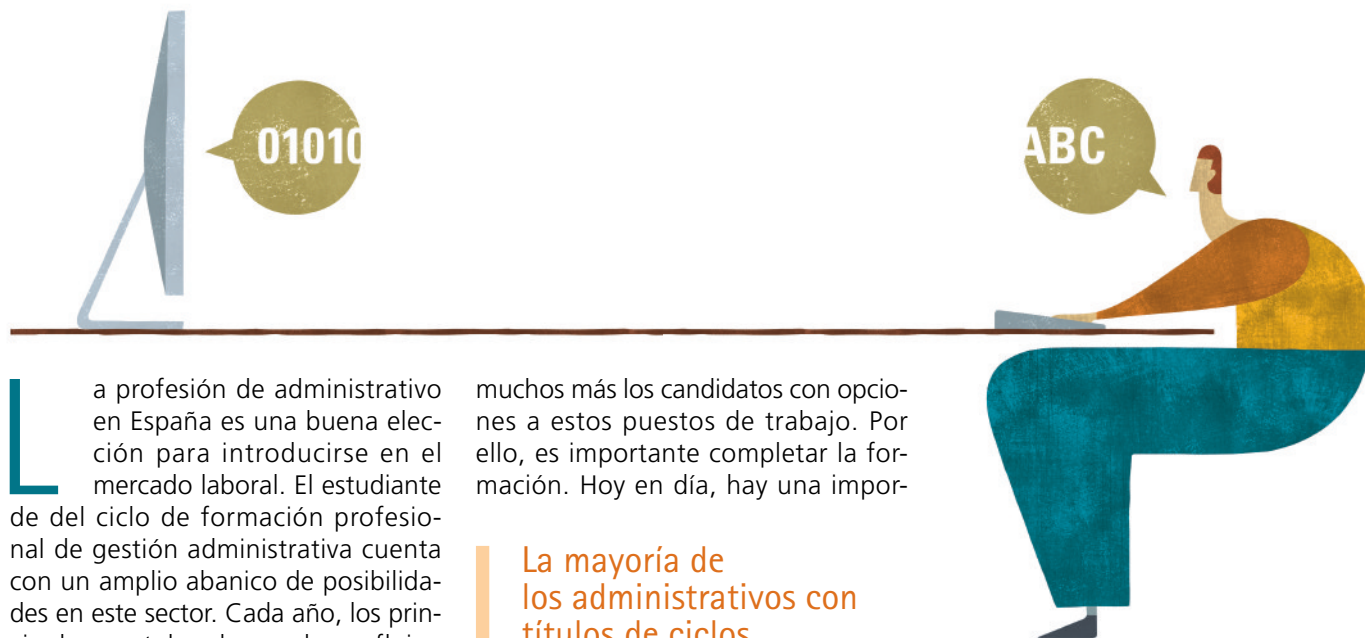 01010
ABC
La profesión de administrativo
en España es una buena elec-
ción para introducirse en el
mercado laboral. El estudiante
de del ciclo de formación profesio-
nal de gestión administrativa cuenta
con un amplio abanico de posibilida-
des en este sector. Cada año, los prin-
muchos más los candidatos con opcio-
nes a estos puestos de trabajo. Por
ello, es importante completar la for-
mación. Hoy en día, hay una impor-
La mayoría de
los administrativos con
títulos de ciclos